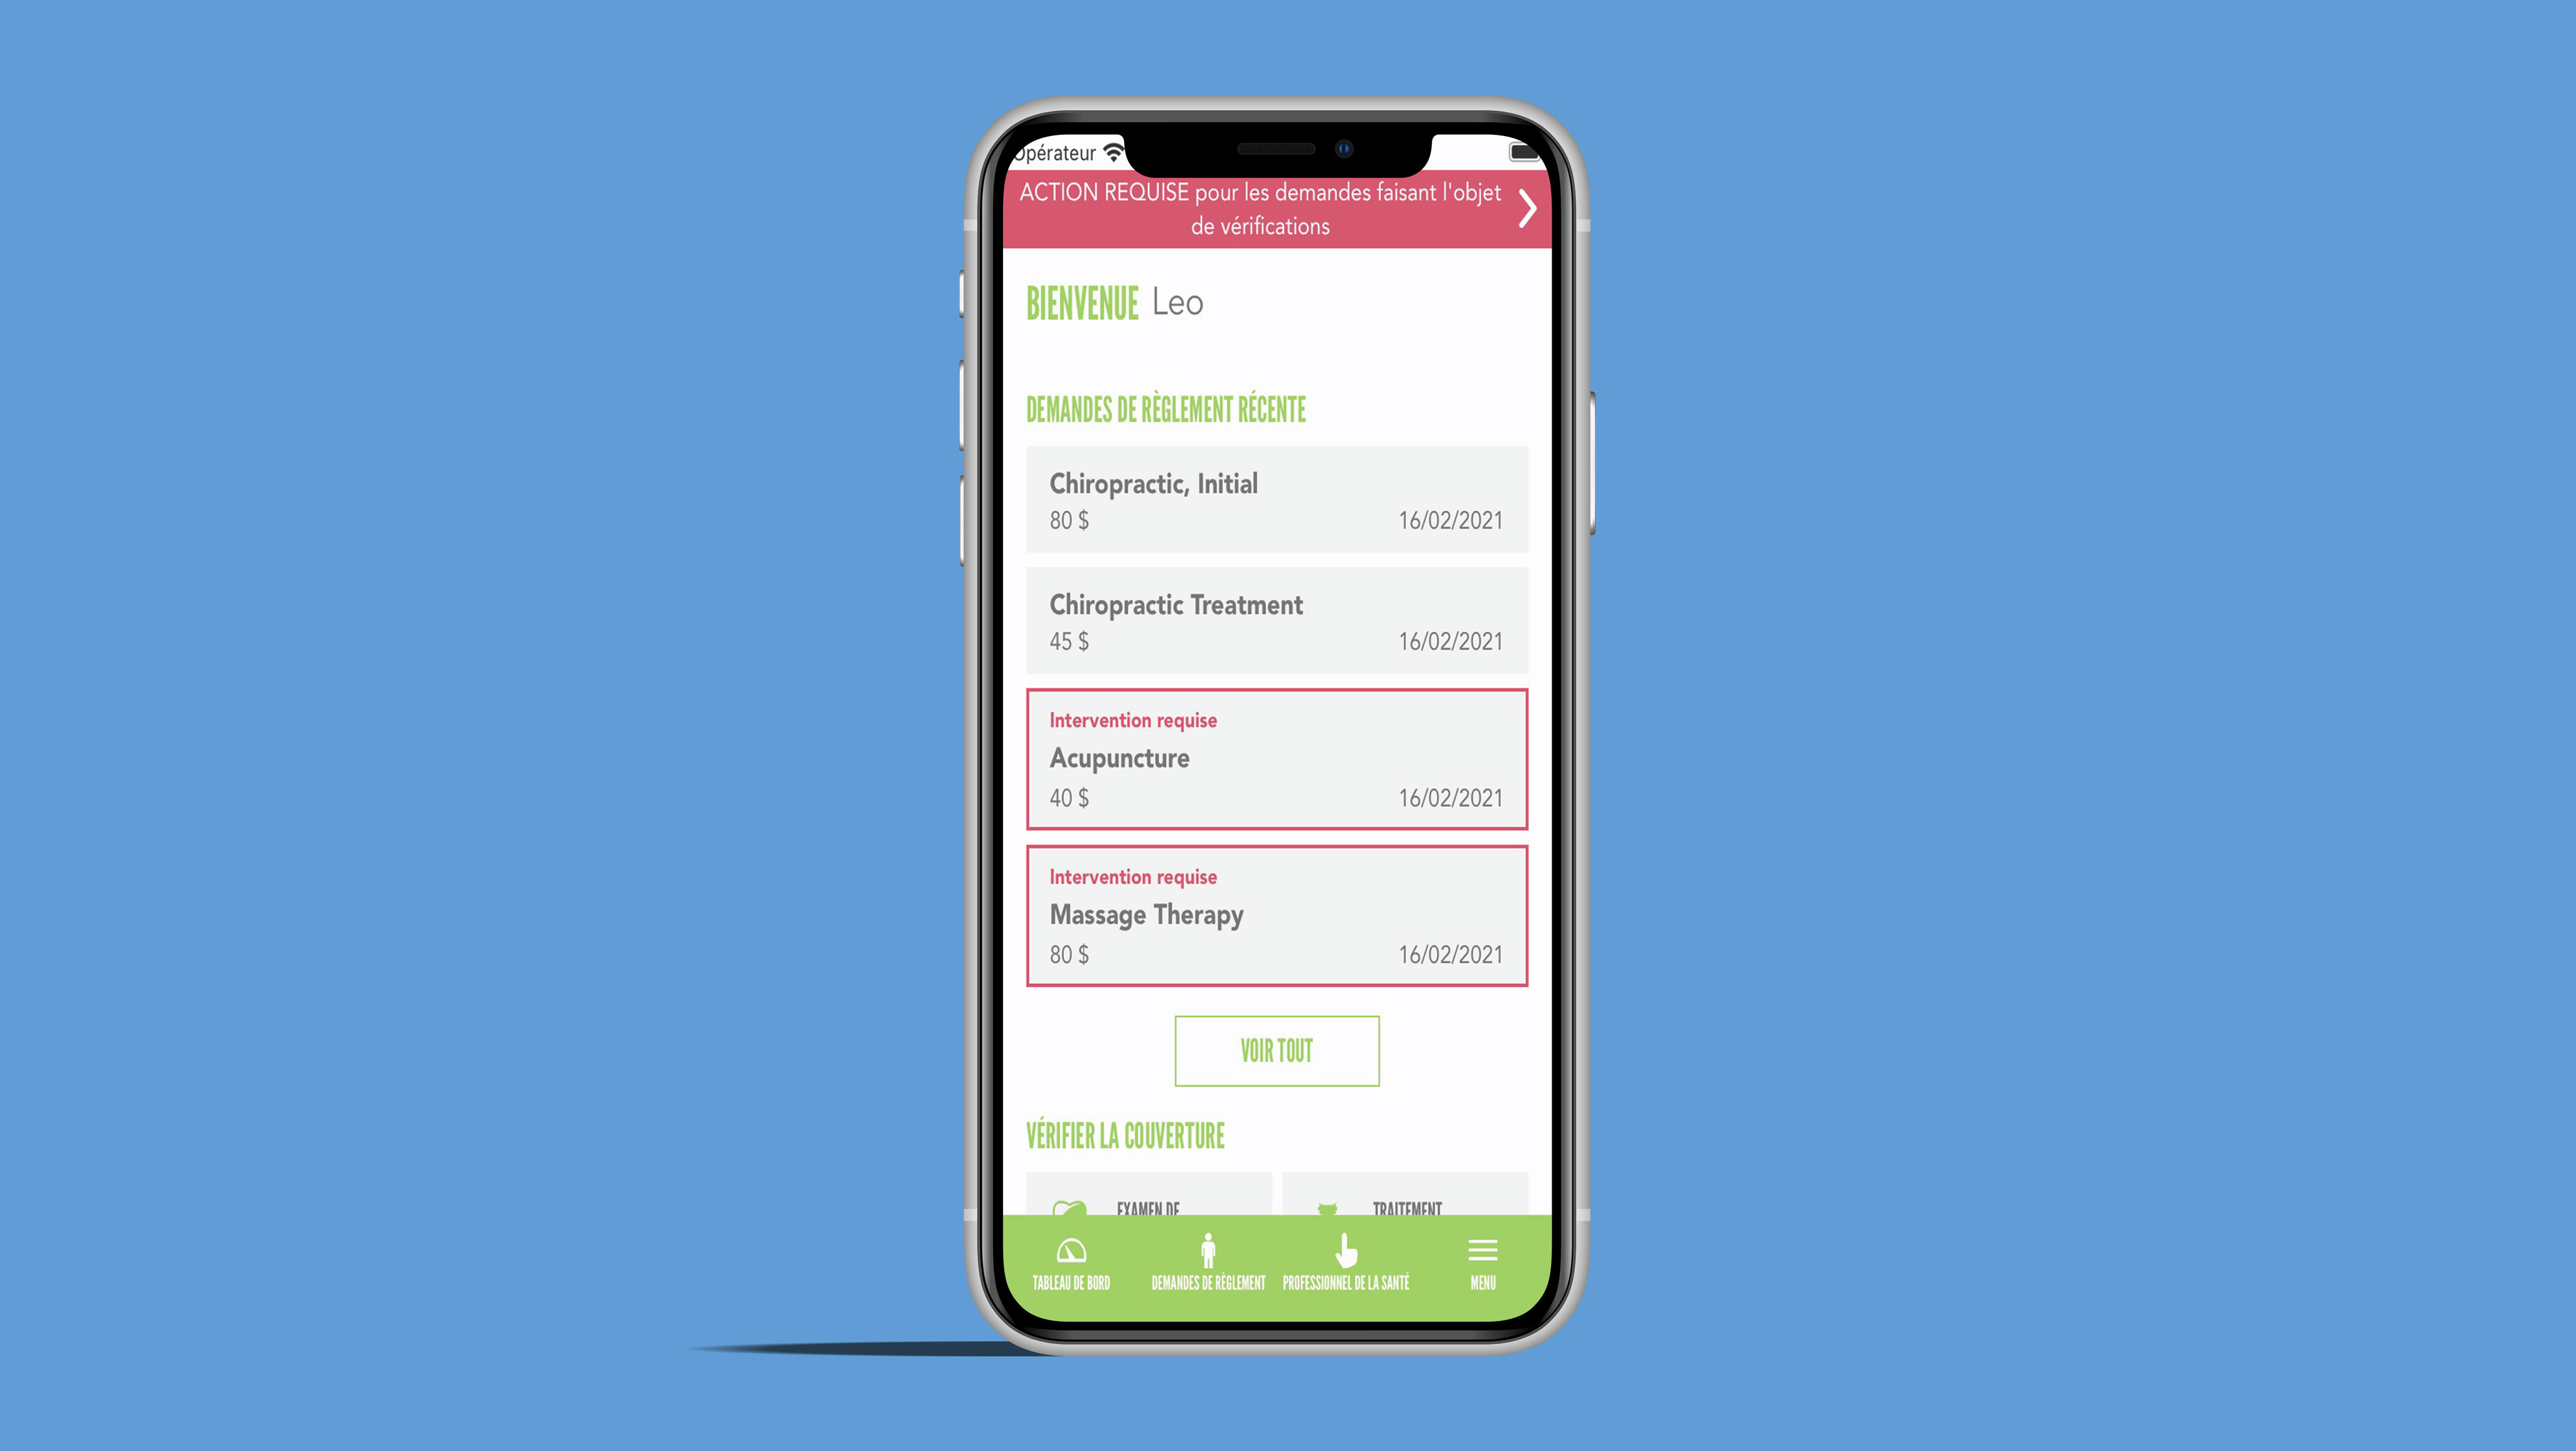 Opérateur
ACTION REQUISE pour les demandes faisant l'objet
de vérifications
BIENVENUE Leo
DEMANDES DE RÈGLEMENT RÉCENTE
Chiropractic, Initial
80 $ 16/02/2021
Chiropractic Treatment
45 $ 16/02/2021
Intervention requise
Acupuncture
40 $ 16/02/2021
Intervention requise
Massage Therapy
80 $ 16/02/2021
VOIR TOUT
VÉRIFIER LA COUVERTURE
EXAMEN DE TRAITEMENT
TABLEAU DE BORD DEMANDES DE RÈGLEMENT PROFESSIONNEL DE LA SANTÉ MENU